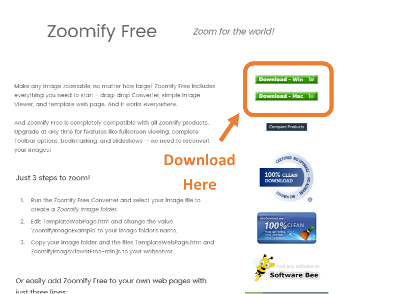 Zoomify Free
Zoom for the world!
Make any image zoomable, no matter how large! Zoomify Free includes
everything you need to start – drag-drop Converter, simple Image
Viewer, and template web page. And it works everywhere.
And Zoomify Free is completely compatible with all Zoomify products.
Upgrade at any time for features like fullscreen viewing, complete
Toolbar options, bookmarking, and slideshows – no need to reconvert
your images!
Download - Win
Download - Mac
Compare Products
Download
Here
100% CLEAN
DOWNLOAD
Just 3 steps to zoom!
1. Run the Zoomify Free Converter and select your image file to
create a Zoomify image folder.
2. Edit TemplateWebPage.htm and change the value
to your image folder's name.
3. Copy your image folder and the files TemplateWebPage.htm and
to your webserver.
100% CLEAN
Software Bee
Or easily add Zoomify Free to your own web pages with
just three lines: